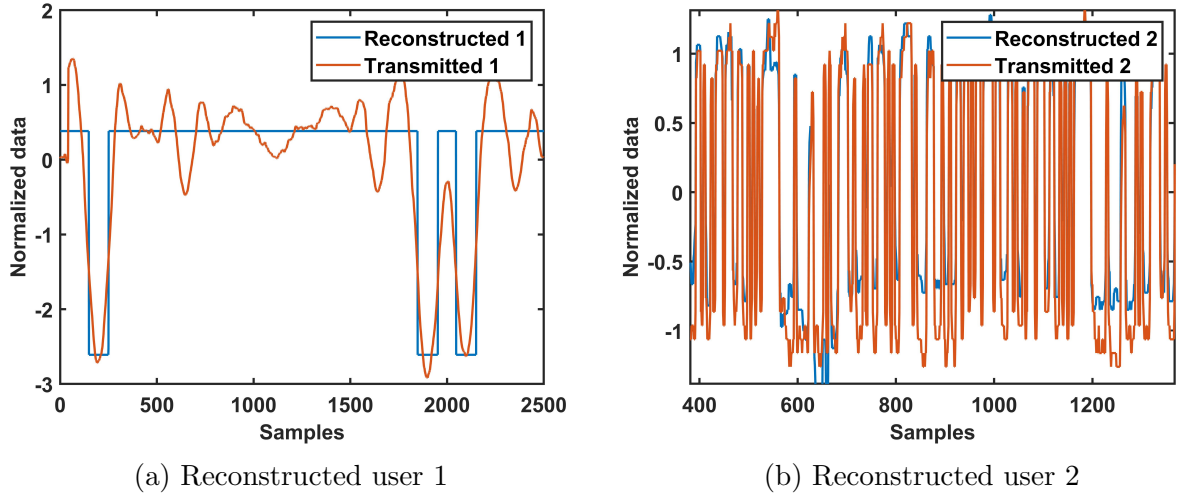 2
1
0
-1
-2
-3
Normalized data
0
500
1000
1500
2000
2500
Samples
Reconstructed 1
Transmitted 1
(a) Reconstructed user 1
1
0.5
0
-0.5
-1
Normalized data
400
600
800
1000
1200
Samples
Reconstructed 2
Transmitted 2
(b) Reconstructed user 2